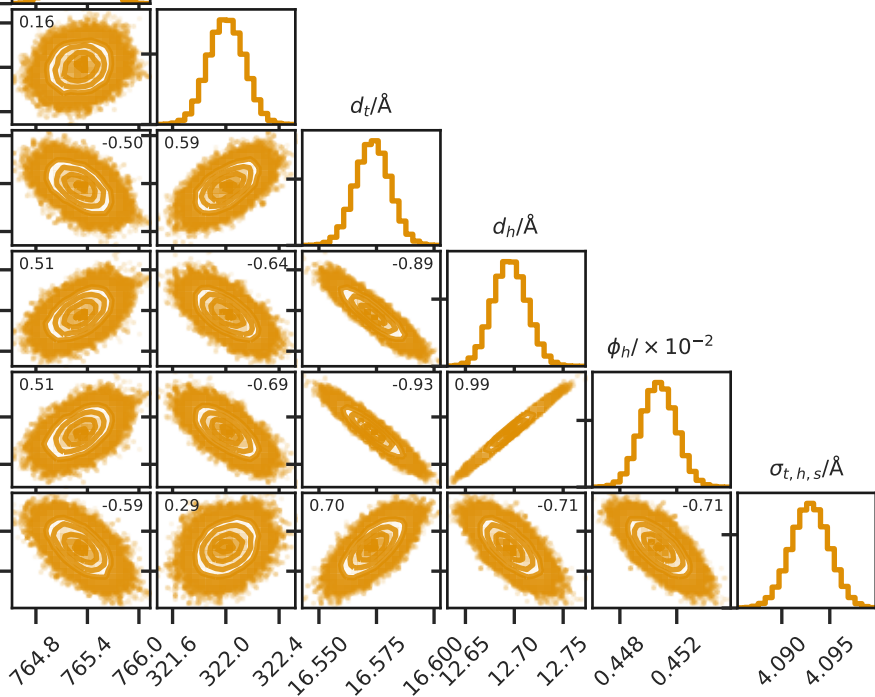 0.16
d_t/Å
-0.50 0.59
d_h/Å
0.51 -0.64 -0.89
ϕ_h/ × 10⁻²
0.51 -0.69 -0.93 0.99
σ_{t, h, s}/Å
-0.59 0.29 0.70 -0.71 -0.71
764.8 765.4 766.0 321.6 322.0 322.4 16.550 16.575 16.600 12.65 12.70 12.75 0.448 0.452 4.090 4.095